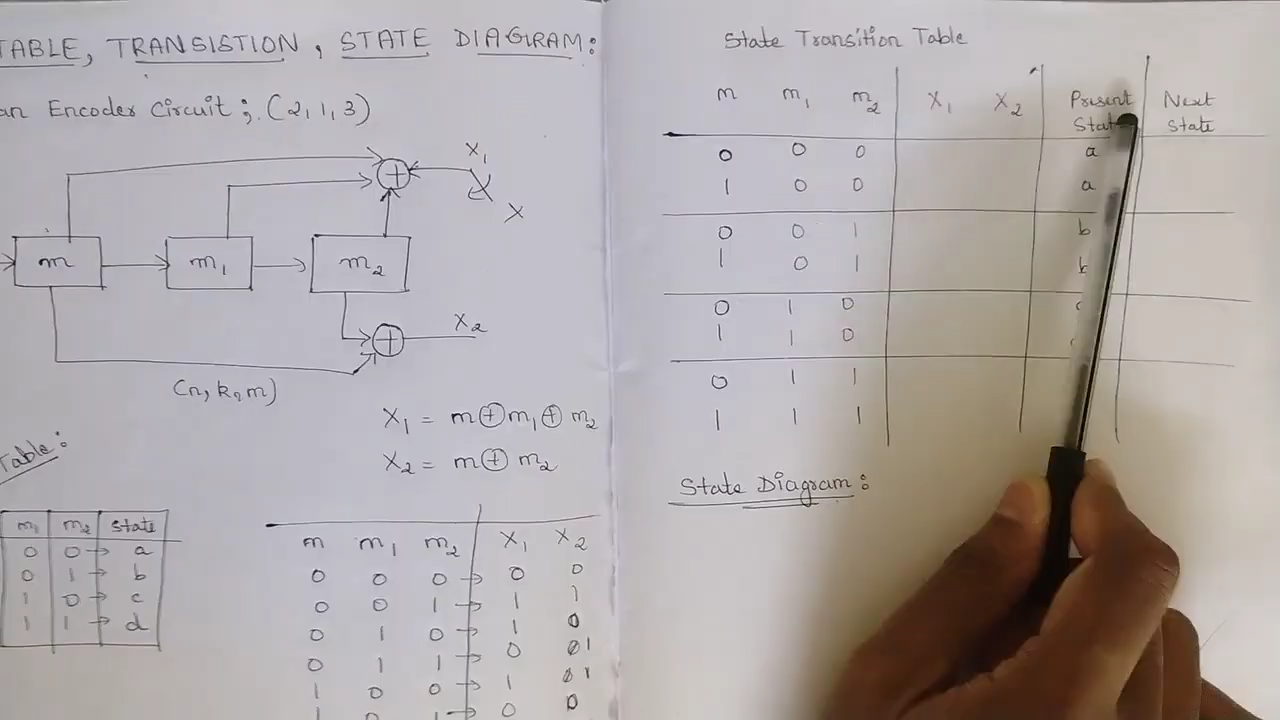 TABLE, TRANSISTION, STATE DIAGRAM:
an Encoder Circuit; (2,1,3)
X₁
X
m m₁ m₂
X₂
(n,k,m)
X₁ = m⊕m₁⊕m₂
X₂ = m⊕m₂
Table:
m₁ m₂ state
0 0→ a
0 1→ b
1 0→ c
1 1→ d
m m₁ m₂ X₁ X₂
0 0 0→ 0 0
0 0 1→ 1 1
0 1 0→ 1 0
0 1 1→ 0 1
1 0 0→ 1 1
1 0 1→ 0 0
State Transition Table
m m₁ m₂ X₁ X₂ Present State Next State
0 0 0 a
1 0 0 a
0 0 1 b
1 0 1 b
0 1 0 c
1 1 0
0 1 1
1 1 1
State Diagram: